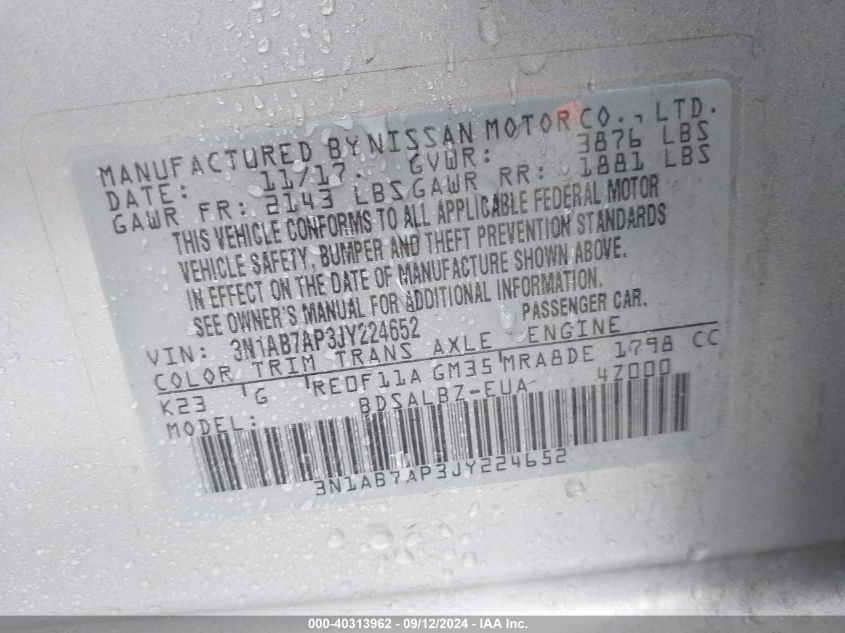 MANUFACTURED BY NISSAN MOTOR CO., LTD.
DATE: 11/17. GVWR: 3876 LBS
GAWR FR: 2143 LBS GAWR RR: 1881 LBS
THIS VEHICLE CONFORMS TO ALL APPLICABLE FEDERAL MOTOR
VEHICLE SAFETY, BUMPER AND THEFT PREVENTION STANDARDS
IN EFFECT ON THE DATE OF MANUFACTURE SHOWN ABOVE.
SEE OWNER'S MANUAL FOR ADDITIONAL INFORMATION.
VIN: 3N1AB7AP3JY224652 PASSENGER CAR.
COLOR TRIM TRANS AXLE ENGINE
K23 G RE0F11A GM35 MRA8DE 1798 CC
MODEL: BDSALBZ-EUA- 4Z000
3N1AB7AP3JY224652
000-40313962 - 09/12/2024 - IAA Inc.